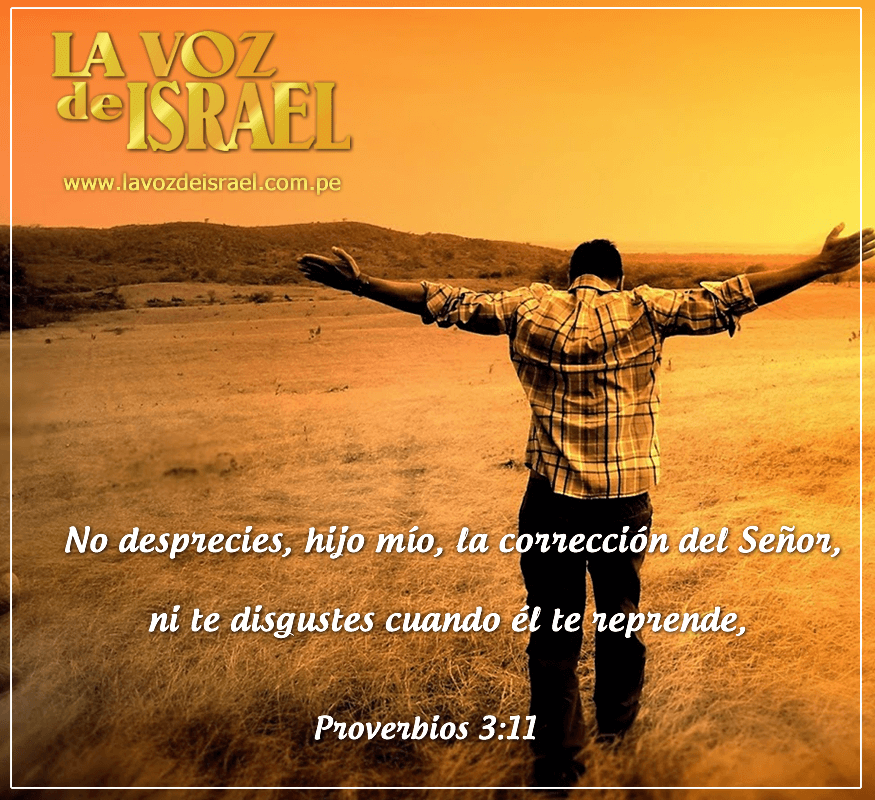 LA VOZ
de ISRAEL
www.lavozdeisrael.com.pe
No desprecies, hijo mío, la corrección del Señor,
ni te disgustes cuando él te reprende,
Proverbios 3:11